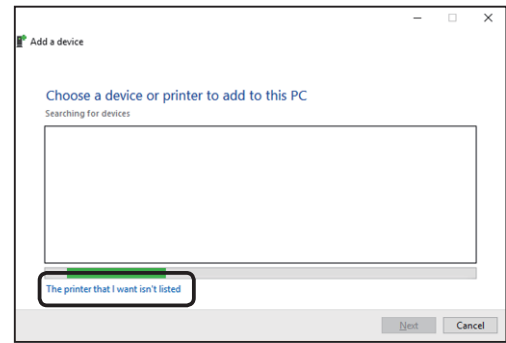 Add a device
Choose a device or printer to add to this PC
Searching for devices
The printer that I want isn't listed
Next
Cancel